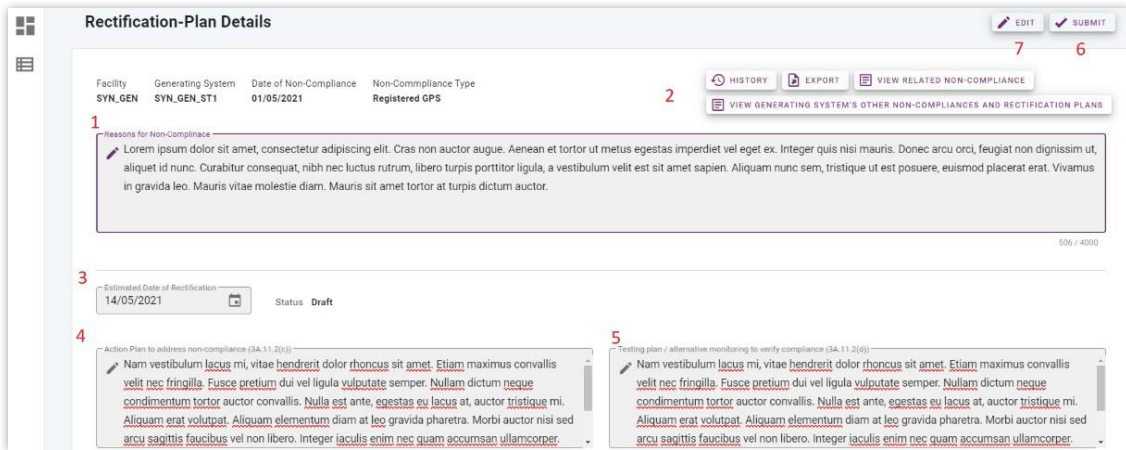 Rectification-Plan Details
EDIT
SUBMIT
7
6
Facility
Generating System
Date of Non-Compliance
Non-Commpliance Type
SYN_GEN
SYN_GEN_ST1
01/05/2021
Registered GPS
2
HISTORY
EXPORT
VIEW RELATED NON-COMPLIANCE
VIEW GENERATING SYSTEM'S OTHER NON-COMPLIANCES AND RECTIFICATION PLANS
1
Reasons for Non-Complinace
Lorem ipsum dolor sit amet, consectetur adipiscing elit. Cras non auctor augue. Aenean et tortor ut metus egestas imperdiet vel eget ex. Integer quis nisi mauris. Donec arcu orci, feugiat non dignissim ut,
aliquet id nunc. Curabitur consequat, nibh nec luctus rutrum, libero turpis porttitor ligula, a vestibulum velit est sit amet sapien. Aliquam nunc sem, tristique ut est posuere, euismod placerat erat. Vivamus
in gravida leo. Mauris vitae molestie diam. Mauris sit amet tortor at turpis dictum auctor.
506 / 4000
3
Estimated Date of Rectification
14/05/2021
Status Draft
4
Action Plan to address non-compliance (3A.11.2(c))
Nam vestibulum lacus mi, vitae hendrerit dolor rhoncus sit amet. Etiam maximus convallis
velit nec fringilla. Fusce pretium dui vel ligula vulputate semper. Nullam dictum neque
condimentum tortor auctor convallis. Nulla est ante, egestas eu lacus at, auctor tristique mi.
Aliquam erat volutpat. Aliquam elementum diam at leo gravida pharetra. Morbi auctor nisi sed
arcu sagittis faucibus vel non libero. Integer iaculis enim nec quam accumsan ullamcorper.
5
Testing plan / alternative monitoring to verify compliance (3A.11.2(d))
Nam vestibulum lacus mi, vitae hendrerit dolor rhoncus sit amet. Etiam maximus convallis
velit nec fringilla. Fusce pretium dui vel ligula vulputate semper. Nullam dictum neque
condimentum tortor auctor convallis. Nulla est ante, egestas eu lacus at, auctor tristique mi.
Aliquam erat volutpat. Aliquam elementum diam at leo gravida pharetra. Morbi auctor nisi sed
arcu sagittis faucibus vel non libero. Integer iaculis enim nec quam accumsan ullamcorper.